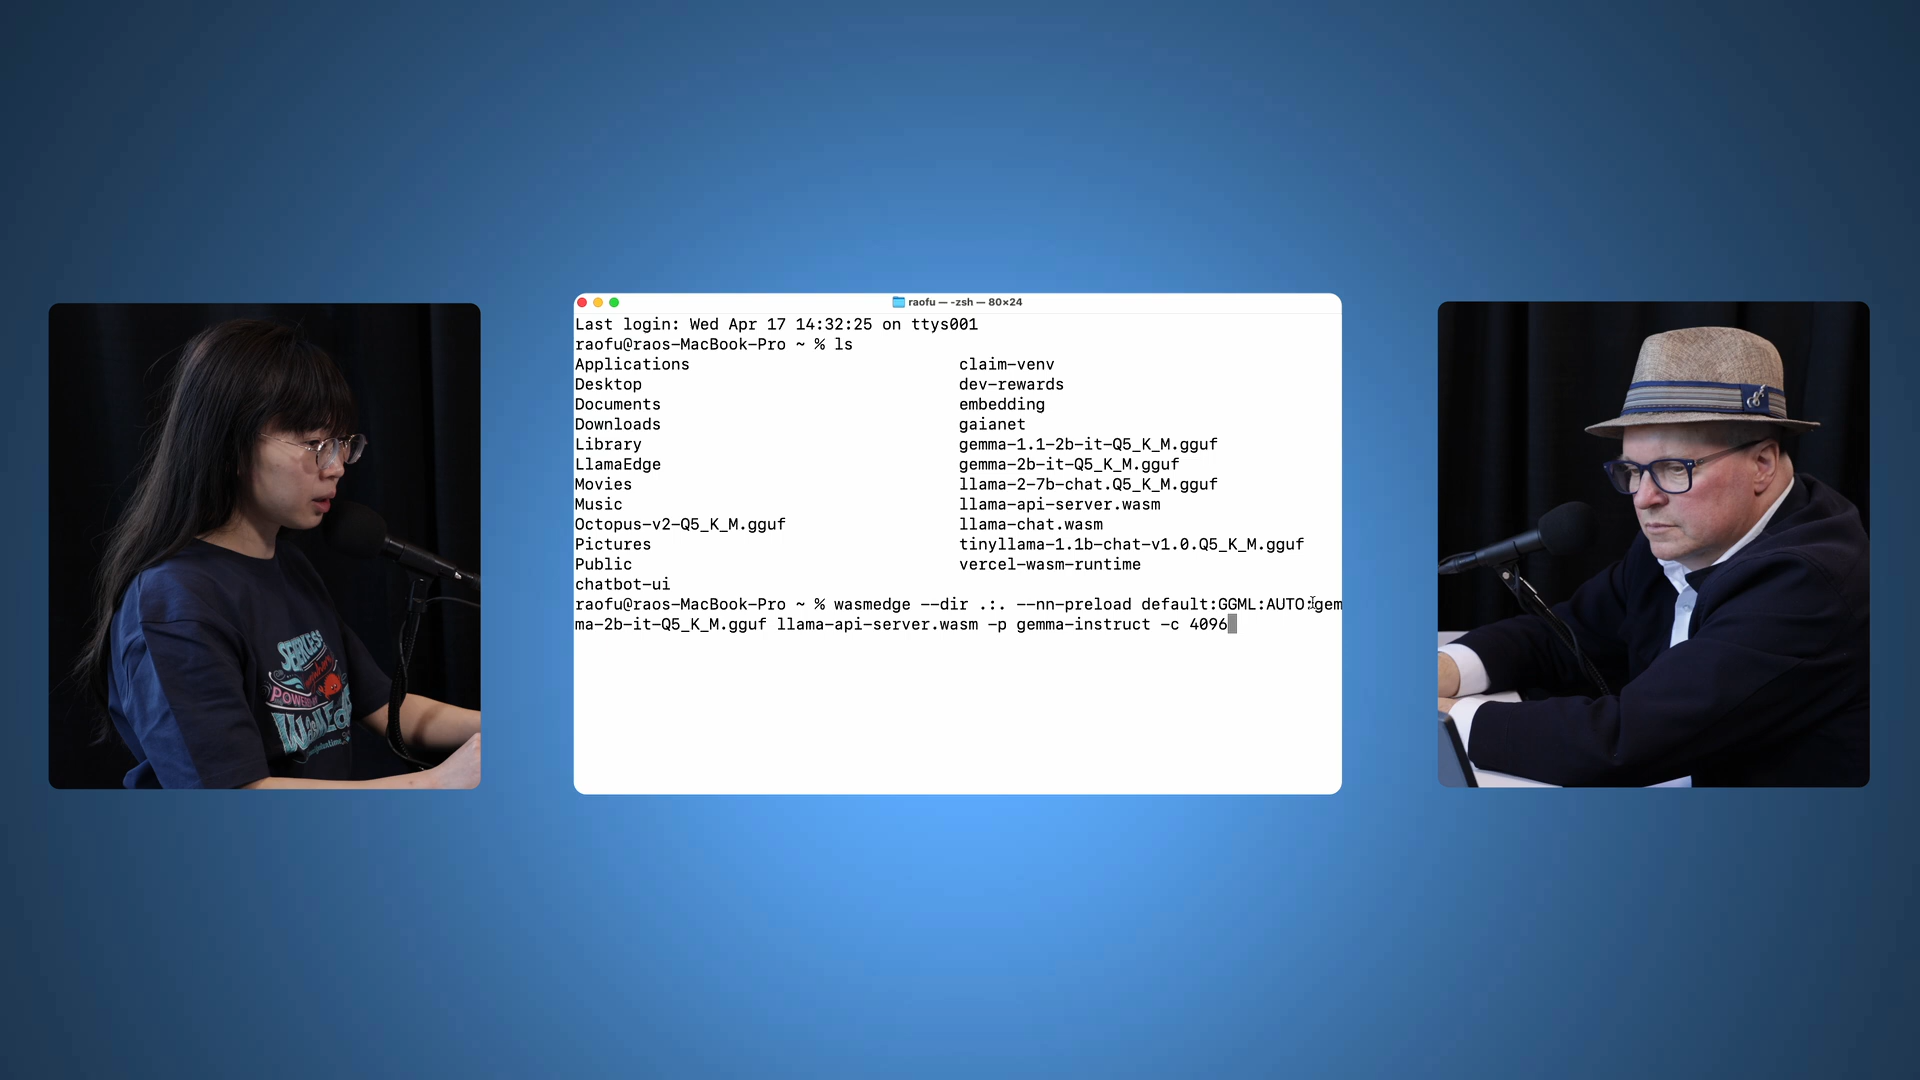 raofu — -zsh — 80×24
Last login: Wed Apr 17 14:32:25 on ttys001
raofu@raos-MacBook-Pro ~ % ls
Applications claim-venv
Desktop dev-rewards
Documents embedding
Downloads gaianet
Library gemma-1.1-2b-it-Q5_K_M.gguf
LlamaEdge gemma-2b-it-Q5_K_M.gguf
Movies llama-2-7b-chat.Q5_K_M.gguf
Music llama-api-server.wasm
Octopus-v2-Q5_K_M.gguf llama-chat.wasm
Pictures tinyllama-1.1b-chat-v1.0.Q5_K_M.gguf
Public vercel-wasm-runtime
chatbot-ui
raofu@raos-MacBook-Pro ~ % wasmedge --dir .:. --nn-preload default:GGML:AUTO:gem
ma-2b-it-Q5_K_M.gguf llama-api-server.wasm -p gemma-instruct -c 4096
POWERED